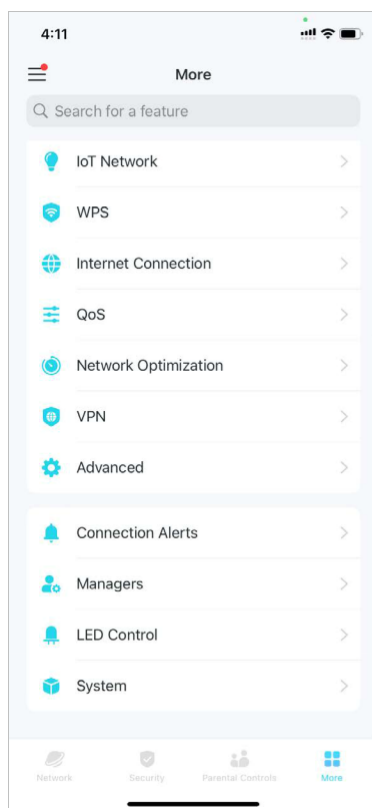 4:11
More
Search for a feature
IoT Network
WPS
Internet Connection
QoS
Network Optimization
VPN
Advanced
Connection Alerts
Managers
LED Control
System
Network
Security
Parental Controls
More